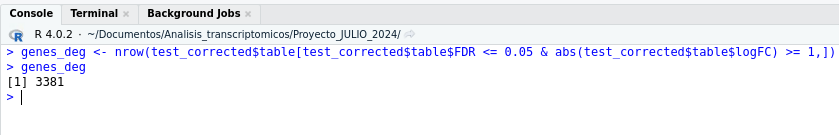 Console Terminal × Background Jobs ×
R 4.0.2 · ~/Documentos/Analisis_transcriptomicos/Proyecto_JULIO_2024/
> genes_deg <- nrow(test_corrected$table[test_corrected$table$FDR <= 0.05 & abs(test_corrected$table$logFC) >= 1,])
> genes_deg
[1] 3381
>